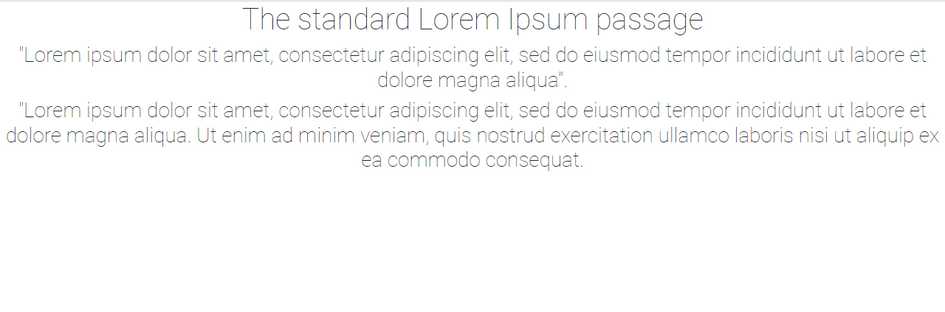 The standard Lorem Ipsum passage
"Lorem ipsum dolor sit amet, consectetur adipiscing elit, sed do eiusmod tempor incididunt ut labore et
dolore magna aliqua".
"Lorem ipsum dolor sit amet, consectetur adipiscing elit, sed do eiusmod tempor incididunt ut labore et
dolore magna aliqua. Ut enim ad minim veniam, quis nostrud exercitation ullamco laboris nisi ut aliquip ex
ea commodo consequat.